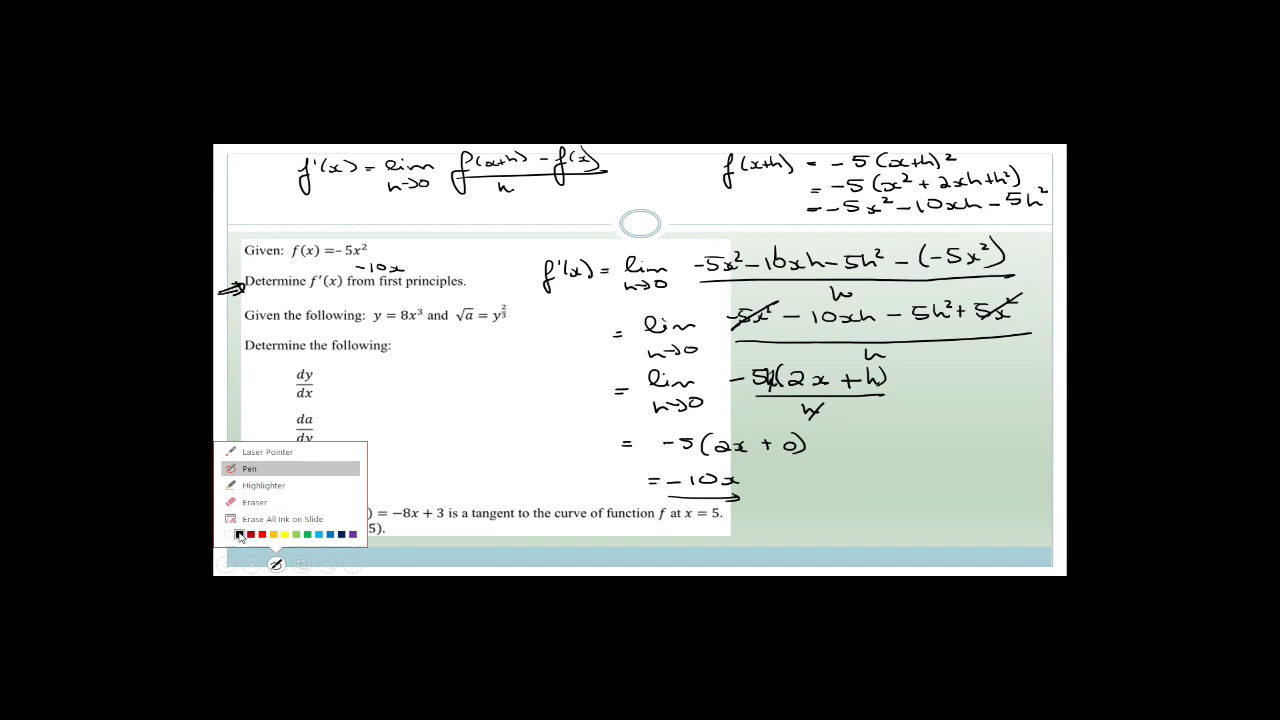 f'(x) = lim h→0 f(x+h) - f(x) / h
f(x+h) = -5(x+h)²
= -5(x² + 2xh + h²)
= -5x² - 10xh - 5h²
Given: f(x) = -5x²
-10x
Determine f'(x) from first principles.
f'(x) = lim h→0 -5x² - 10xh - 5h² - (-5x²) / h
Given the following: y = 8x³ and √a = y^(2/3)
= lim h→0 -5x² - 10xh - 5h² + 5x² / h
Determine the following:
dy/dx
= lim h→0 -5h(2x + h) / h
da/dy
= -5(2x + 0)
= -10x
Laser Pointer
Pen
Highlighter
Eraser
Erase All Ink on Slide
) = -8x + 3 is a tangent to the curve of function f at x = 5.
5).